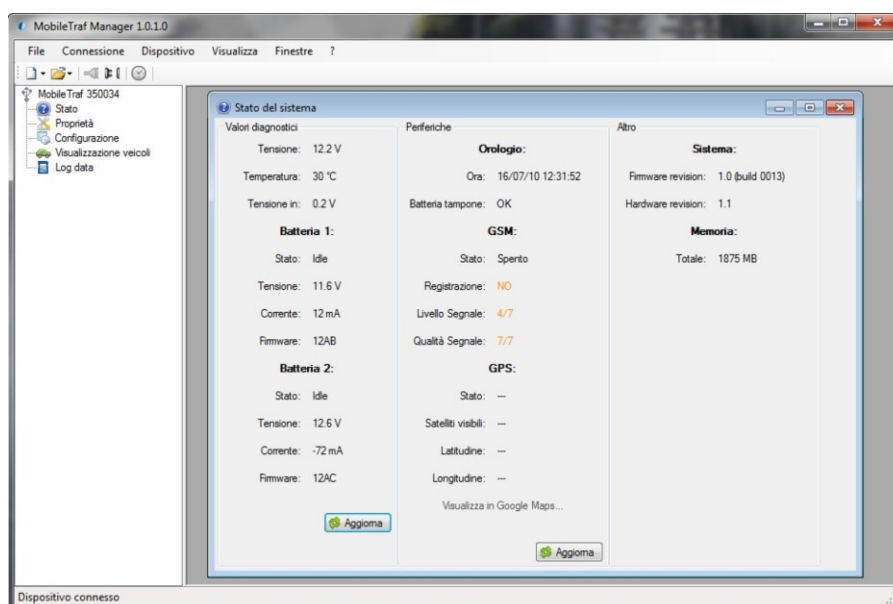 MobileTraf Manager 1.0.1.0
File Connessione Dispositivo Visualizza Finestre ?
MobileTraf 350034
Stato
Proprietà
Configurazione
Visualizzazione veicoli
Log data
Stato del sistema
Valori diagnostici
Tensione: 12.2 V
Temperatura: 30 °C
Tensione in: 0.2 V
Batteria 1:
Stato: Idle
Tensione: 11.6 V
Corrente: 12 mA
Firmware: 12AB
Batteria 2:
Stato: Idle
Tensione: 12.6 V
Corrente: -72 mA
Firmware: 12AC
Aggiorna
Periferiche
Orologio:
Ora: 16/07/10 12:31:52
Batteria tampone: OK
GSM:
Stato: Spento
Registrazione: NO
Livello Segnale: 4/7
Qualità Segnale: 7/7
GPS:
Stato: ---
Satelliti visibili: ---
Latitudine: ---
Longitudine: ---
Visualizza in Google Maps...
Aggiorna
Altro
Sistema:
Firmware revision: 1.0 (build 0013)
Hardware revision: 1.1
Memoria:
Totale: 1875 MB
Dispositivo connesso